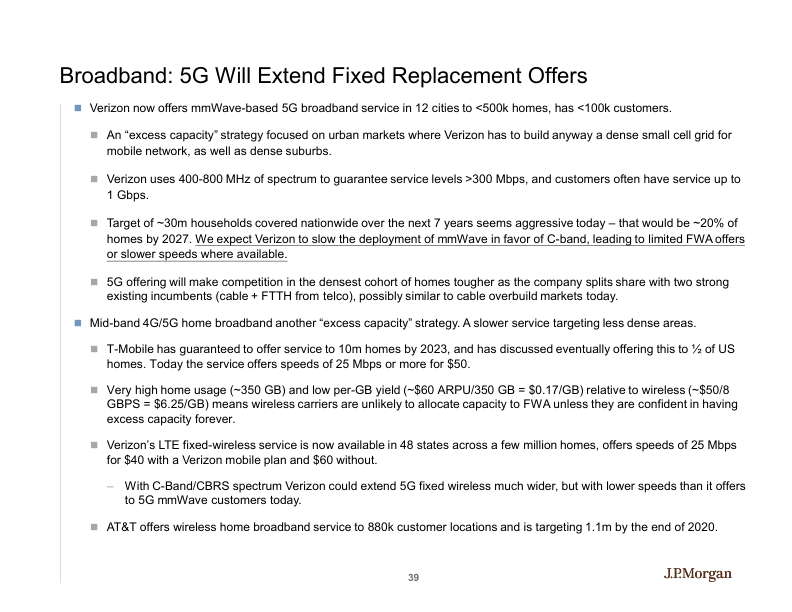 Broadband: 5G Will Extend Fixed Replacement Offers
Verizon now offers mmWave-based 5G broadband service in 12 cities to <500k homes, has <100k customers.
An “excess capacity” strategy focused on urban markets where Verizon has to build anyway a dense small cell grid for
mobile network, as well as dense suburbs.
Verizon uses 400-800 MHz of spectrum to guarantee service levels >300 Mbps, and customers often have service up to
1 Gbps.
Target of ~30m households covered nationwide over the next 7 years seems aggressive today – that would be ~20% of
homes by 2027. We expect Verizon to slow the deployment of mmWave in favor of C-band, leading to limited FWA offers
or slower speeds where available.
5G offering will make competition in the densest cohort of homes tougher as the company splits share with two strong
existing incumbents (cable + FTTH from telco), possibly similar to cable overbuild markets today.
Mid-band 4G/5G home broadband another “excess capacity” strategy. A slower service targeting less dense areas.
T-Mobile has guaranteed to offer service to 10m homes by 2023, and has discussed eventually offering this to ½ of US
homes. Today the service offers speeds of 25 Mbps or more for $50.
Very high home usage (~350 GB) and low per-GB yield (~$60 ARPU/350 GB = $0.17/GB) relative to wireless (~$50/8
GBPS = $6.25/GB) means wireless carriers are unlikely to allocate capacity to FWA unless they are confident in having
excess capacity forever.
Verizon’s LTE fixed-wireless service is now available in 48 states across a few million homes, offers speeds of 25 Mbps
for $40 with a Verizon mobile plan and $60 without.
– With C-Band/CBRS spectrum Verizon could extend 5G fixed wireless much wider, but with lower speeds than it offers
to 5G mmWave customers today.
AT&T offers wireless home broadband service to 880k customer locations and is targeting 1.1m by the end of 2020.
39
J.P.Morgan